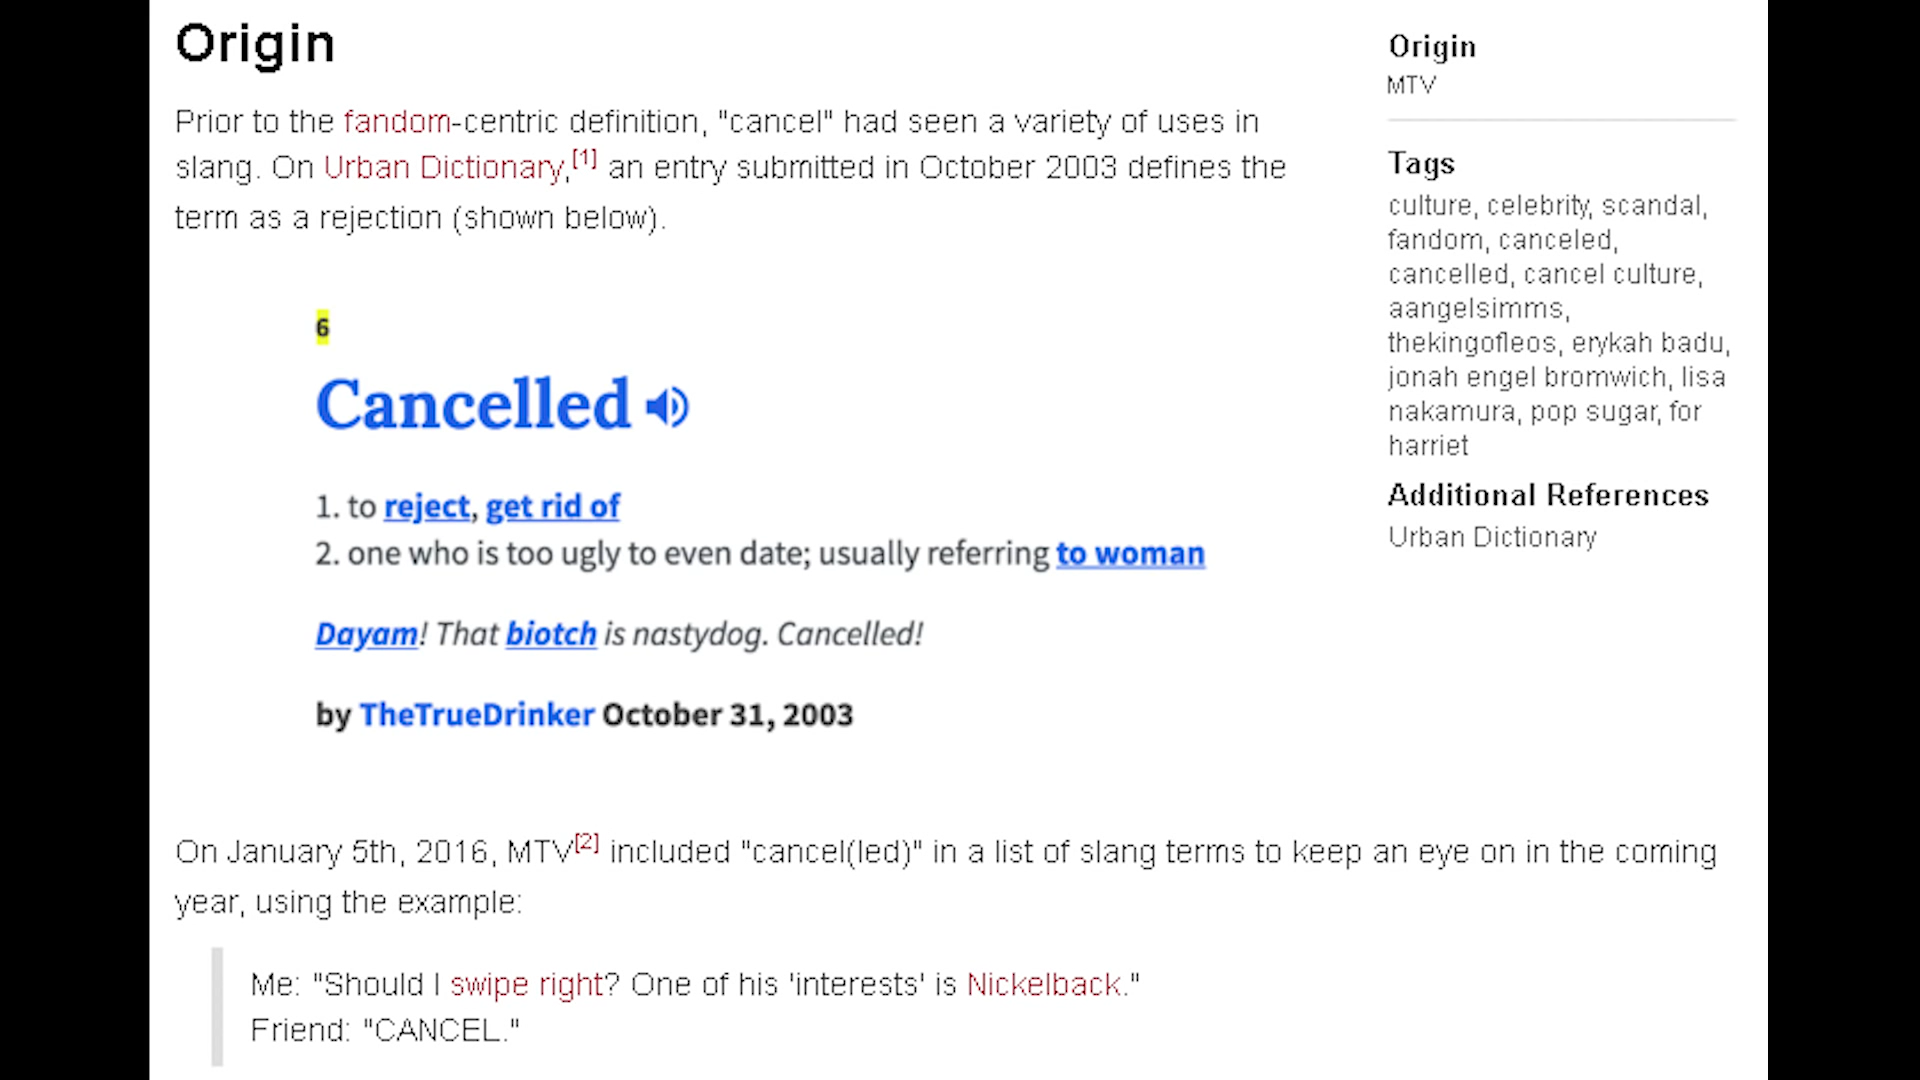 Origin
Prior to the fandom-centric definition, "cancel" had seen a variety of uses in
slang. On Urban Dictionary,[1] an entry submitted in October 2003 defines the
term as a rejection (shown below).
6
Cancelled
1. to reject, get rid of
2. one who is too ugly to even date; usually referring to woman
Dayam! That biotch is nastydog. Cancelled!
by TheTrueDrinker October 31, 2003
On January 5th, 2016, MTV[2] included "cancel(led)" in a list of slang terms to keep an eye on in the coming
year, using the example:
Me: "Should I swipe right? One of his 'interests' is Nickelback."
Friend: "CANCEL."
Origin
MTV
Tags
culture, celebrity, scandal,
fandom, canceled,
cancelled, cancel culture,
aangelsimms,
thekingofleos, erykah badu,
jonah engel bromwich, lisa
nakamura, pop sugar, for
harriet
Additional References
Urban Dictionary